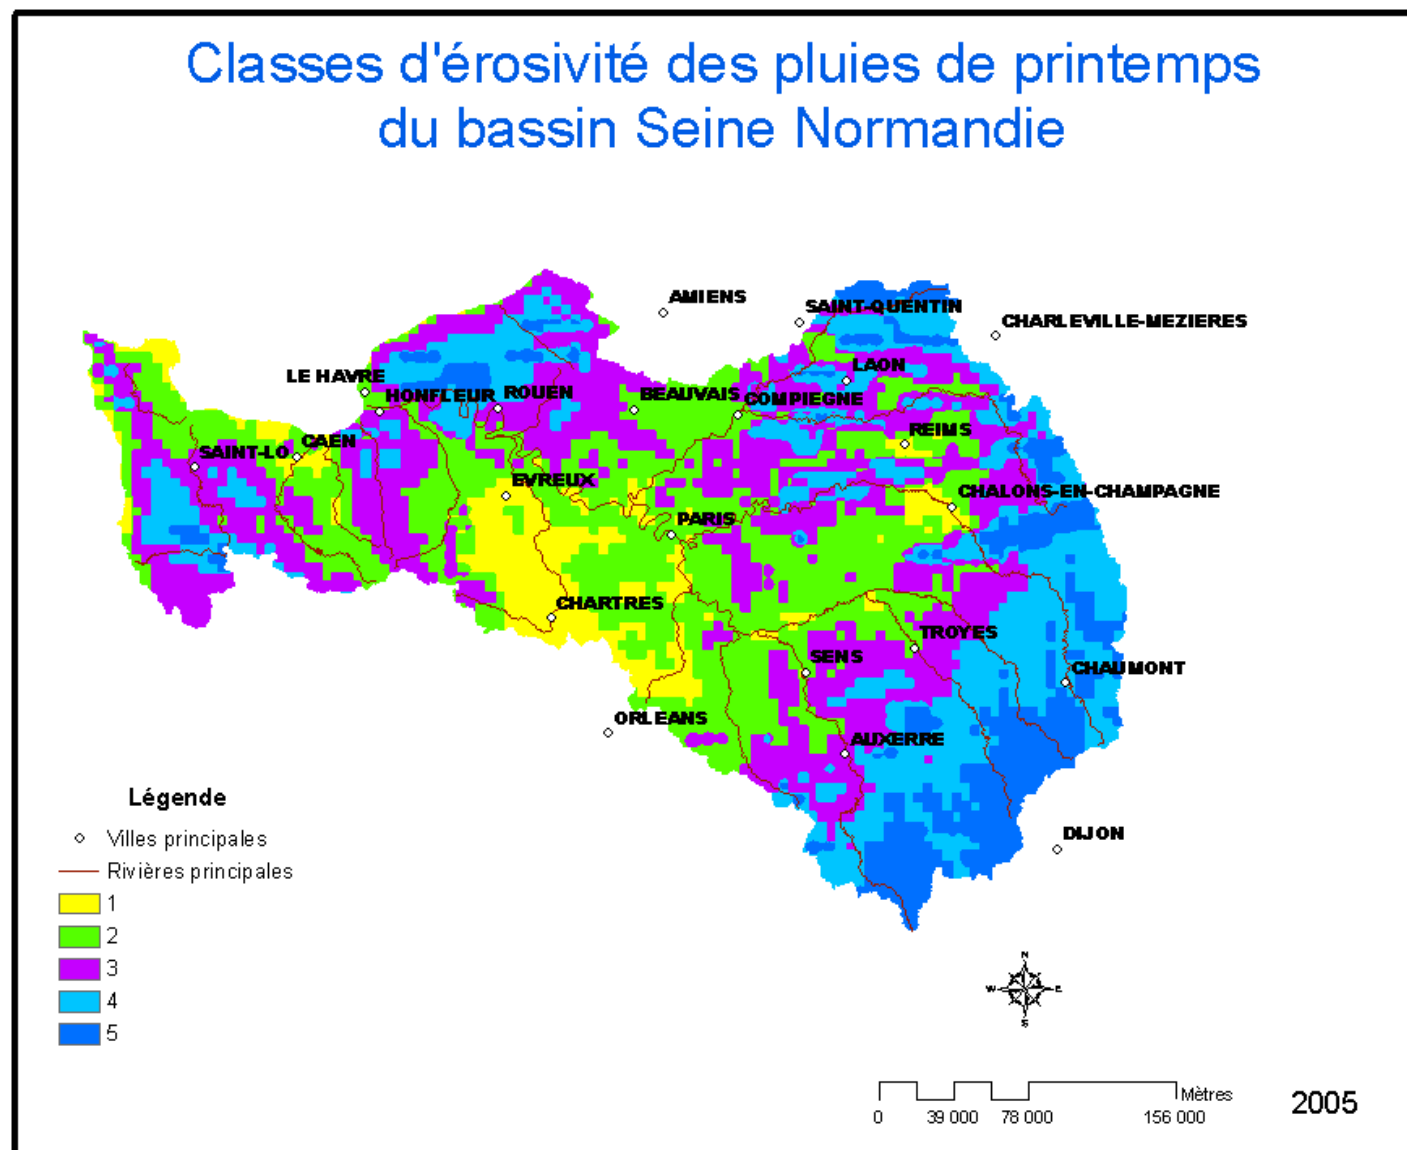 Classes d'érosivité des pluies de printemps
du bassin Seine Normandie
AMIENS
SAINT-QUENTIN
CHARLEVILLE-MEZIERES
LE HAVRE
LAON
HONFLEUR
ROUEN
BEAUVAIS
COMPIEGNE
REIMS
CAEN
SAINT-LO
EVREUX
CHALONS-EN-CHAMPAGNE
PARIS
CHARTRES
TROYES
SENS
CHAUMONT
ORLEANS
AUXERRE
DIJON
Légende
Villes principales
Rivières principales
1
2
3
4
5
N
W E
S
Mètres
0 39 000 78 000 156 000
2005